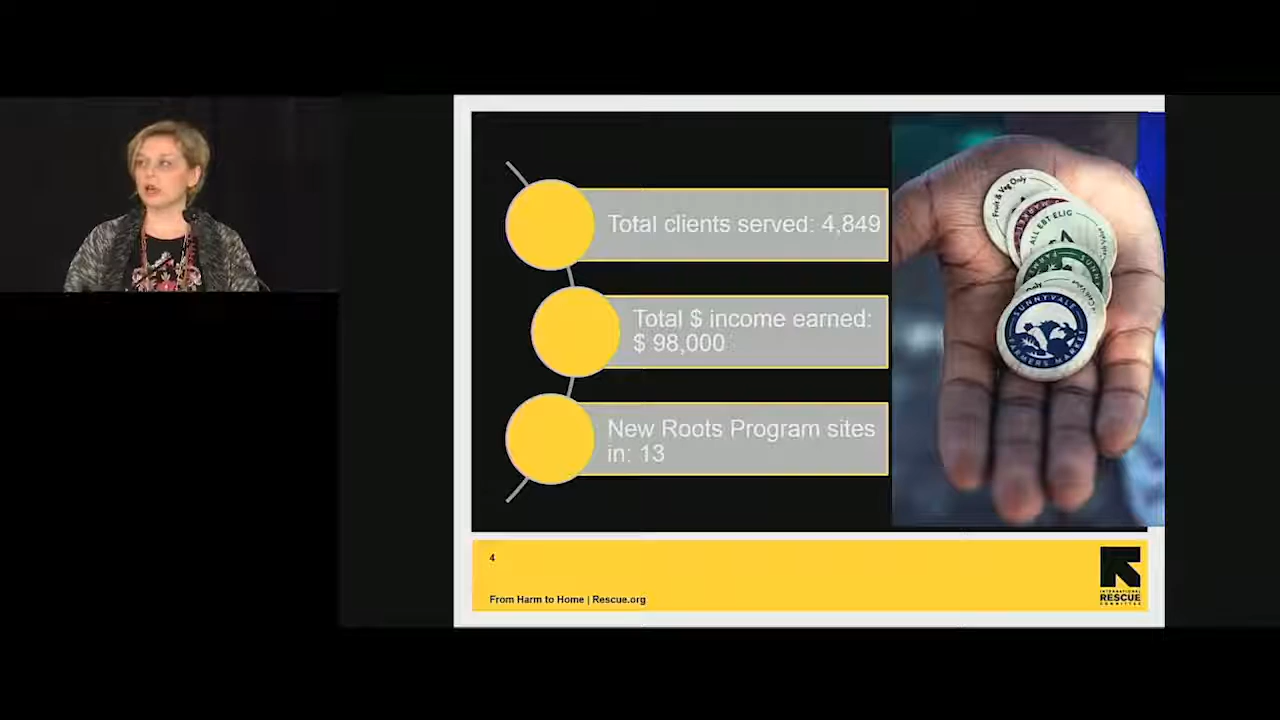 Total clients served: 4,849
Total $ income earned:
$ 98,000
New Roots Program sites
in: 13
Fruit & Veg Only
ALL EBT ELIG
SUNNYVALE
FARMERS MARKET
4
From Harm to Home | Rescue.org
INTERNATIONAL
RESCUE
COMMITTEE